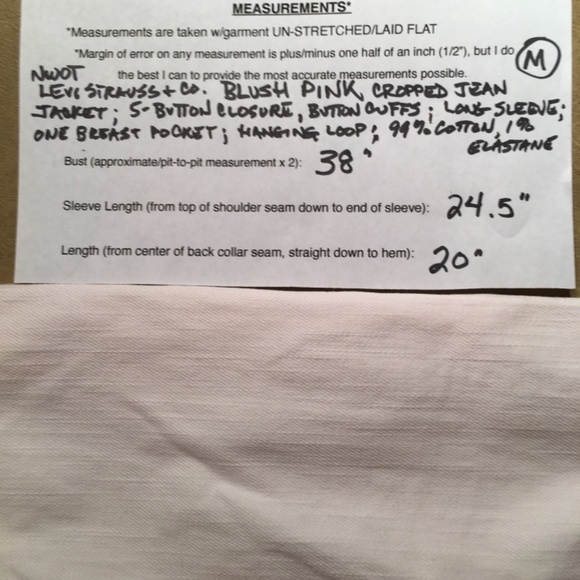 MEASUREMENTS*
*Measurements are taken w/garment UN-STRETCHED/LAID FLAT
*Margin of error on any measurement is plus/minus one half of an inch (1/2"), but I do
M
NWOT the best I can to provide the most accurate measurements possible.
LEVI STRAUSS + CO. BLUSH PINK, CROPPED JEAN
JACKET; 5-BUTTON CLOSURE, BUTTON CUFFS; LONG SLEEVE;
ONE BREAST POCKET; HANGING LOOP; 99% COTTON, 1%
ELASTANE
Bust (approximate/pit-to-pit measurement x 2): 38"
Sleeve Length (from top of shoulder seam down to end of sleeve): 24.5"
Length (from center of back collar seam, straight down to hem): 20"